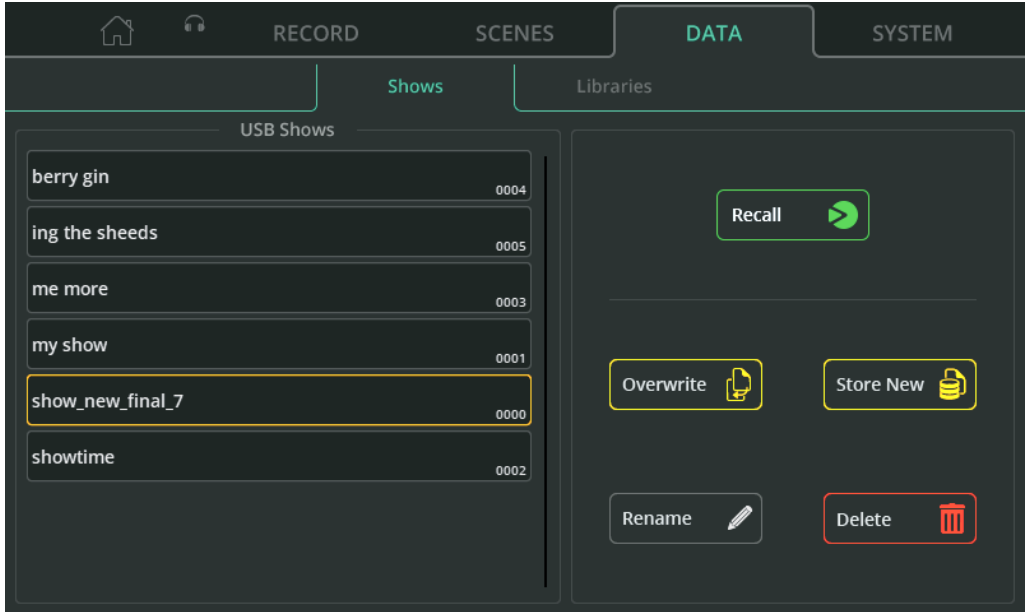 RECORD SCENES DATA SYSTEM
Shows Libraries
USB Shows
berry gin
0004
ing the sheeds
0005
me more
0003
my show
0001
show_new_final_7
0000
showtime
0002
Recall
Overwrite Store New
Rename Delete